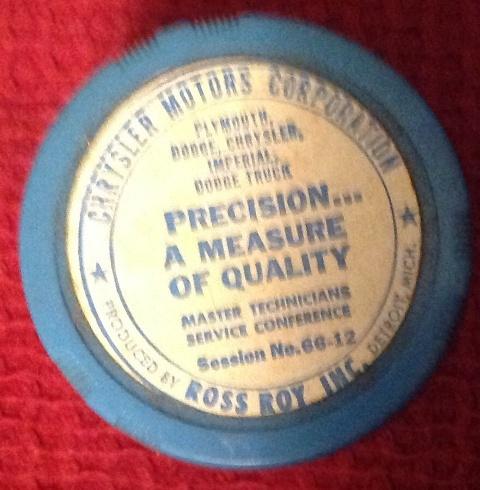 CHRYSLER MOTORS CORPORATION
PLYMOUTH,
DODGE, CHRYSLER,
IMPERIAL,
DODGE TRUCK
PRECISION...
A MEASURE
OF QUALITY
MASTER TECHNICIANS
SERVICE CONFERENCE
Session No. 66-12
PRODUCED BY ROSS ROY, INC. DETROIT, MICH.